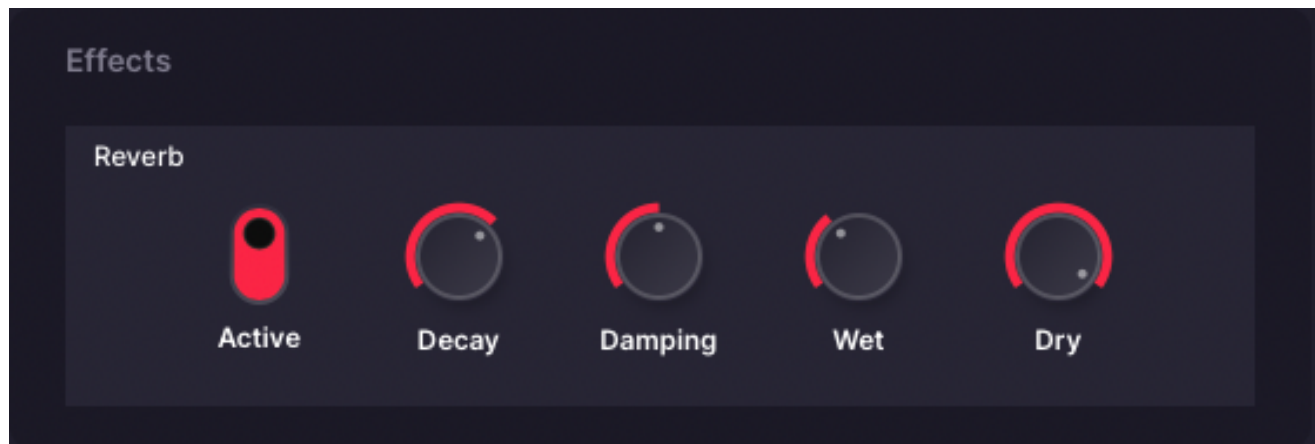 Effects
Reverb
Active
Decay
Damping
Wet
Dry